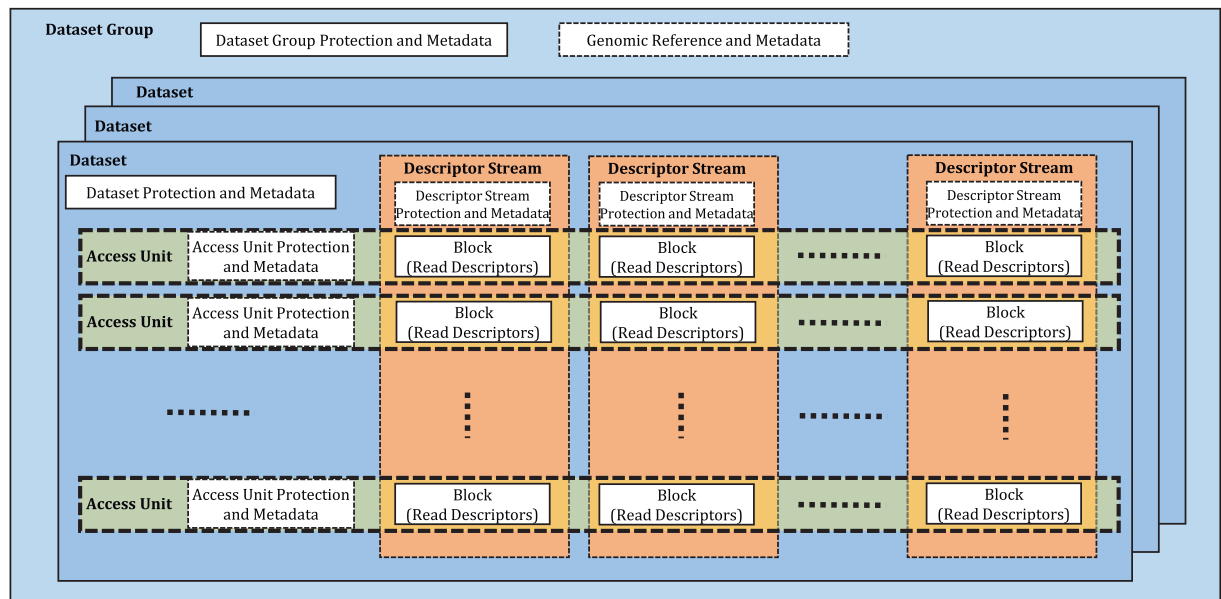 Dataset Group
Dataset Group Protection and Metadata
Genomic Reference and Metadata
Dataset
Dataset
Dataset
Dataset Protection and Metadata
Descriptor Stream
Descriptor Stream
Protection and Metadata
Descriptor Stream
Descriptor Stream
Protection and Metadata
Descriptor Stream
Descriptor Stream
Protection and Metadata
Access Unit
Access Unit Protection
and Metadata
Block
(Read Descriptors)
Block
(Read Descriptors)
Block
(Read Descriptors)
Access Unit
Access Unit Protection
and Metadata
Block
(Read Descriptors)
Block
(Read Descriptors)
Block
(Read Descriptors)
Access Unit
Access Unit Protection
and Metadata
Block
(Read Descriptors)
Block
(Read Descriptors)
Block
(Read Descriptors)